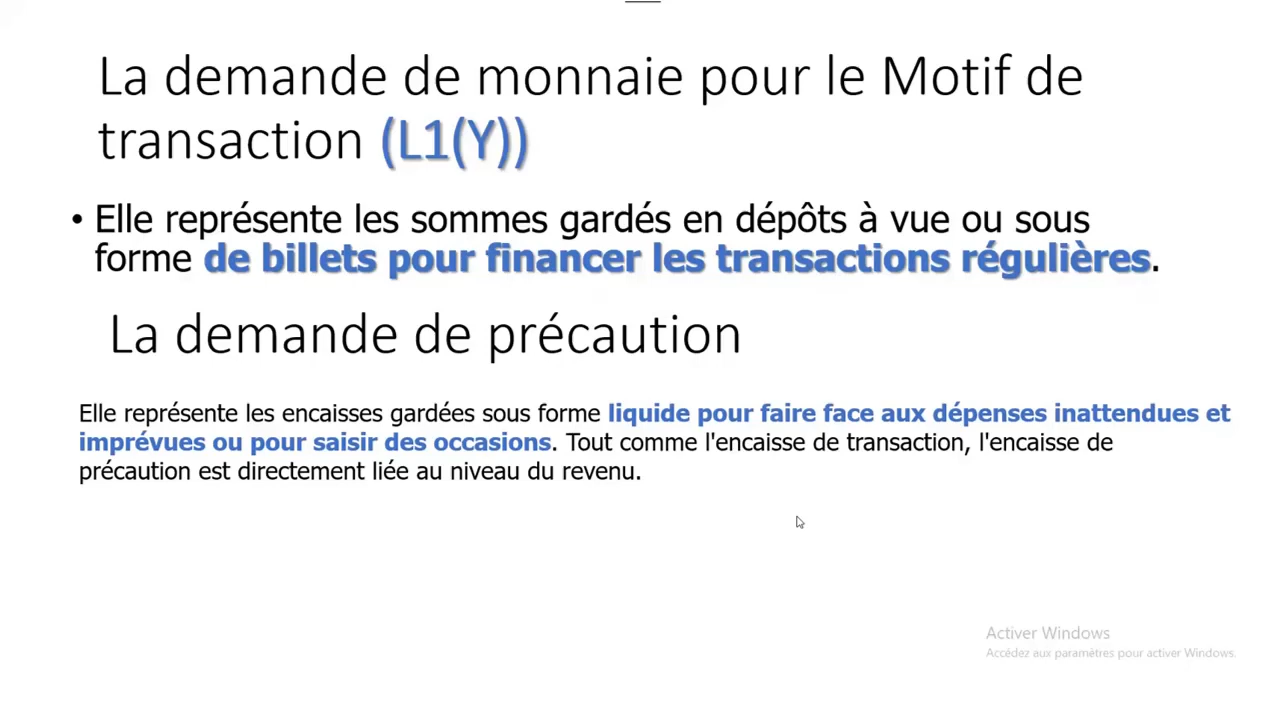 La demande de monnaie pour le Motif de
transaction (L1(Y))
• Elle représente les sommes gardés en dépôts à vue ou sous
forme de billets pour financer les transactions régulières.
La demande de précaution
Elle représente les encaisses gardées sous forme liquide pour faire face aux dépenses inattendues et
imprévues ou pour saisir des occasions. Tout comme l'encaisse de transaction, l'encaisse de
précaution est directement liée au niveau du revenu.
Activer Windows
Accédez aux paramètres pour activer Windows.